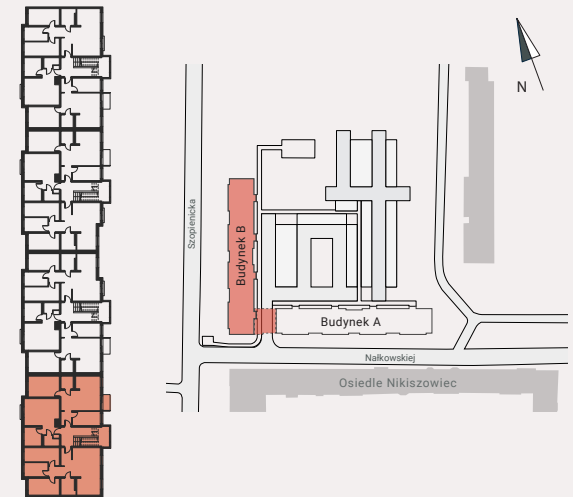 N
Szopienicka
Budynek B
Budynek A
Nałkowskiej
Osiedle Nikiszowiec